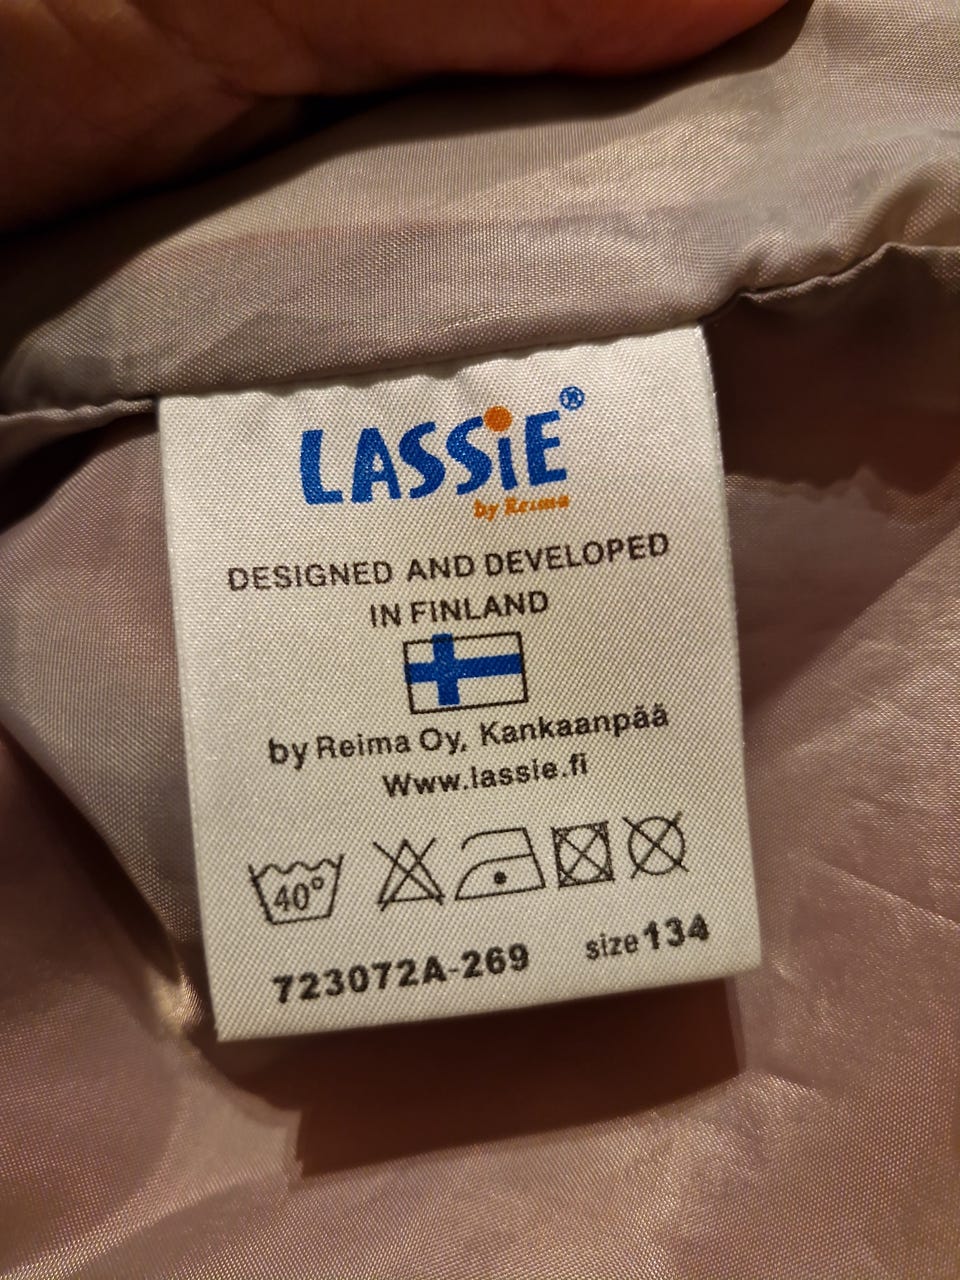 LASSiE®
by Reima
DESIGNED AND DEVELOPED
IN FINLAND
by Reima Oy, Kankaanpää
Www.lassie.fi
40°
723072A-269 size 134